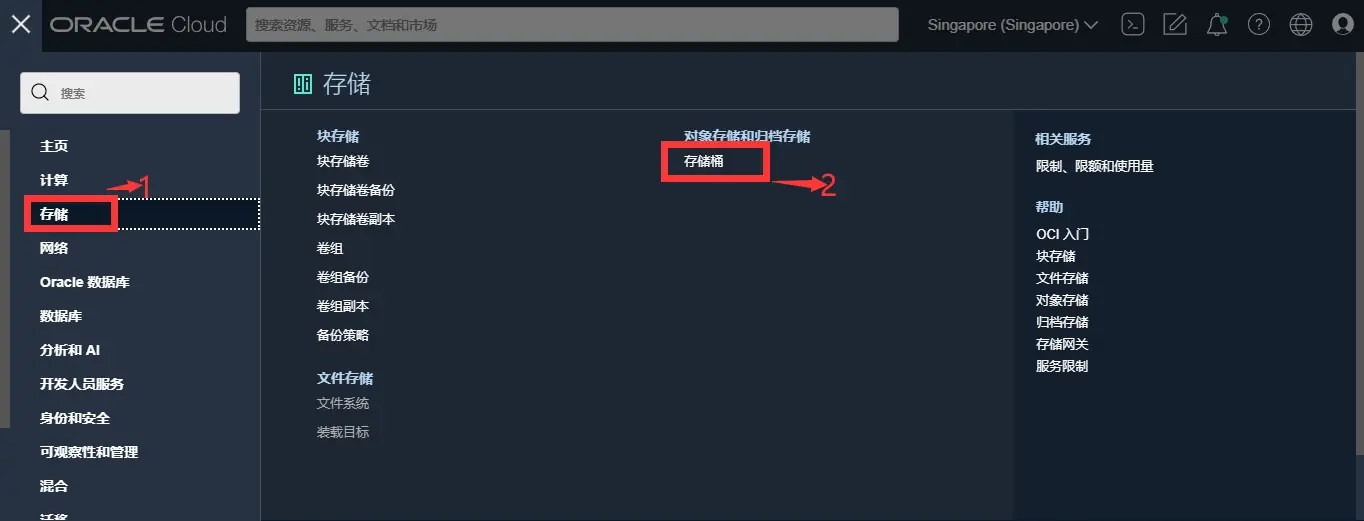 ORACLE Cloud
搜索资源、服务、文档和市场
Singapore (Singapore)
搜索
主页
计算
1
存储
网络
Oracle 数据库
数据库
分析和 AI
开发人员服务
身份和安全
可观察性和管理
混合
迁移
存储
块存储
块存储卷
块存储卷备份
块存储卷副本
卷组
卷组备份
卷组副本
备份策略
文件存储
文件系统
装载目标
对象存储和归档存储
存储桶
2
相关服务
限制、限额和使用量
帮助
OCI 入门
块存储
文件存储
对象存储
归档存储
存储网关
服务限制